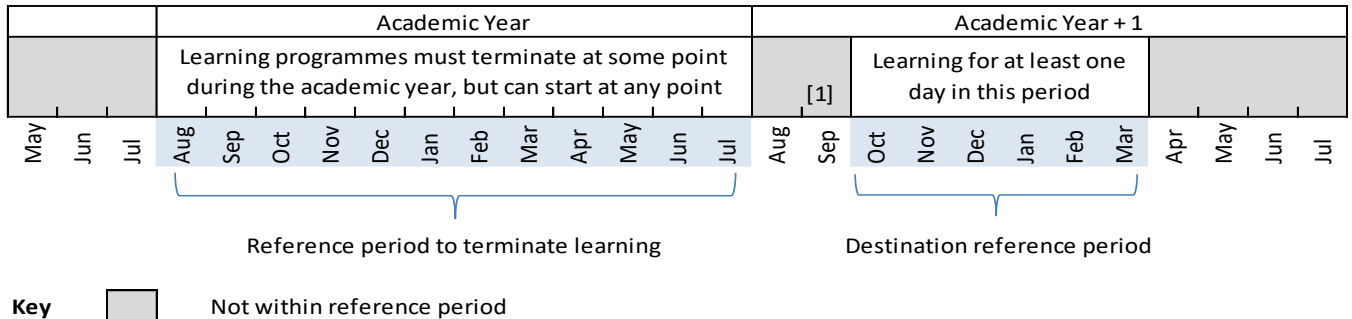 Academic Year
Academic Year + 1
Learning programmes must terminate at some point
during the academic year, but can start at any point
[1]
Learning for at least one
day in this period
May Jun Jul Aug Sep Oct Nov Dec Jan Feb Mar Apr May Jun Jul Aug Sep Oct Nov Dec Jan Feb Mar Apr May Jun Jul
Reference period to terminate learning
Destination reference period
Key
Not within reference period